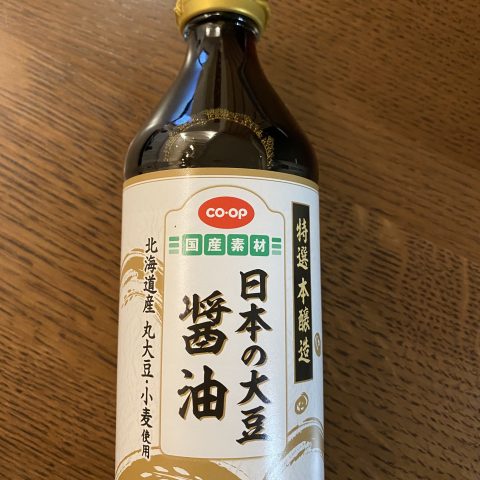 CO・OP
国産素材
特選 本醸造
日本の大豆
醤油
北海道産 丸大豆・小麦使用